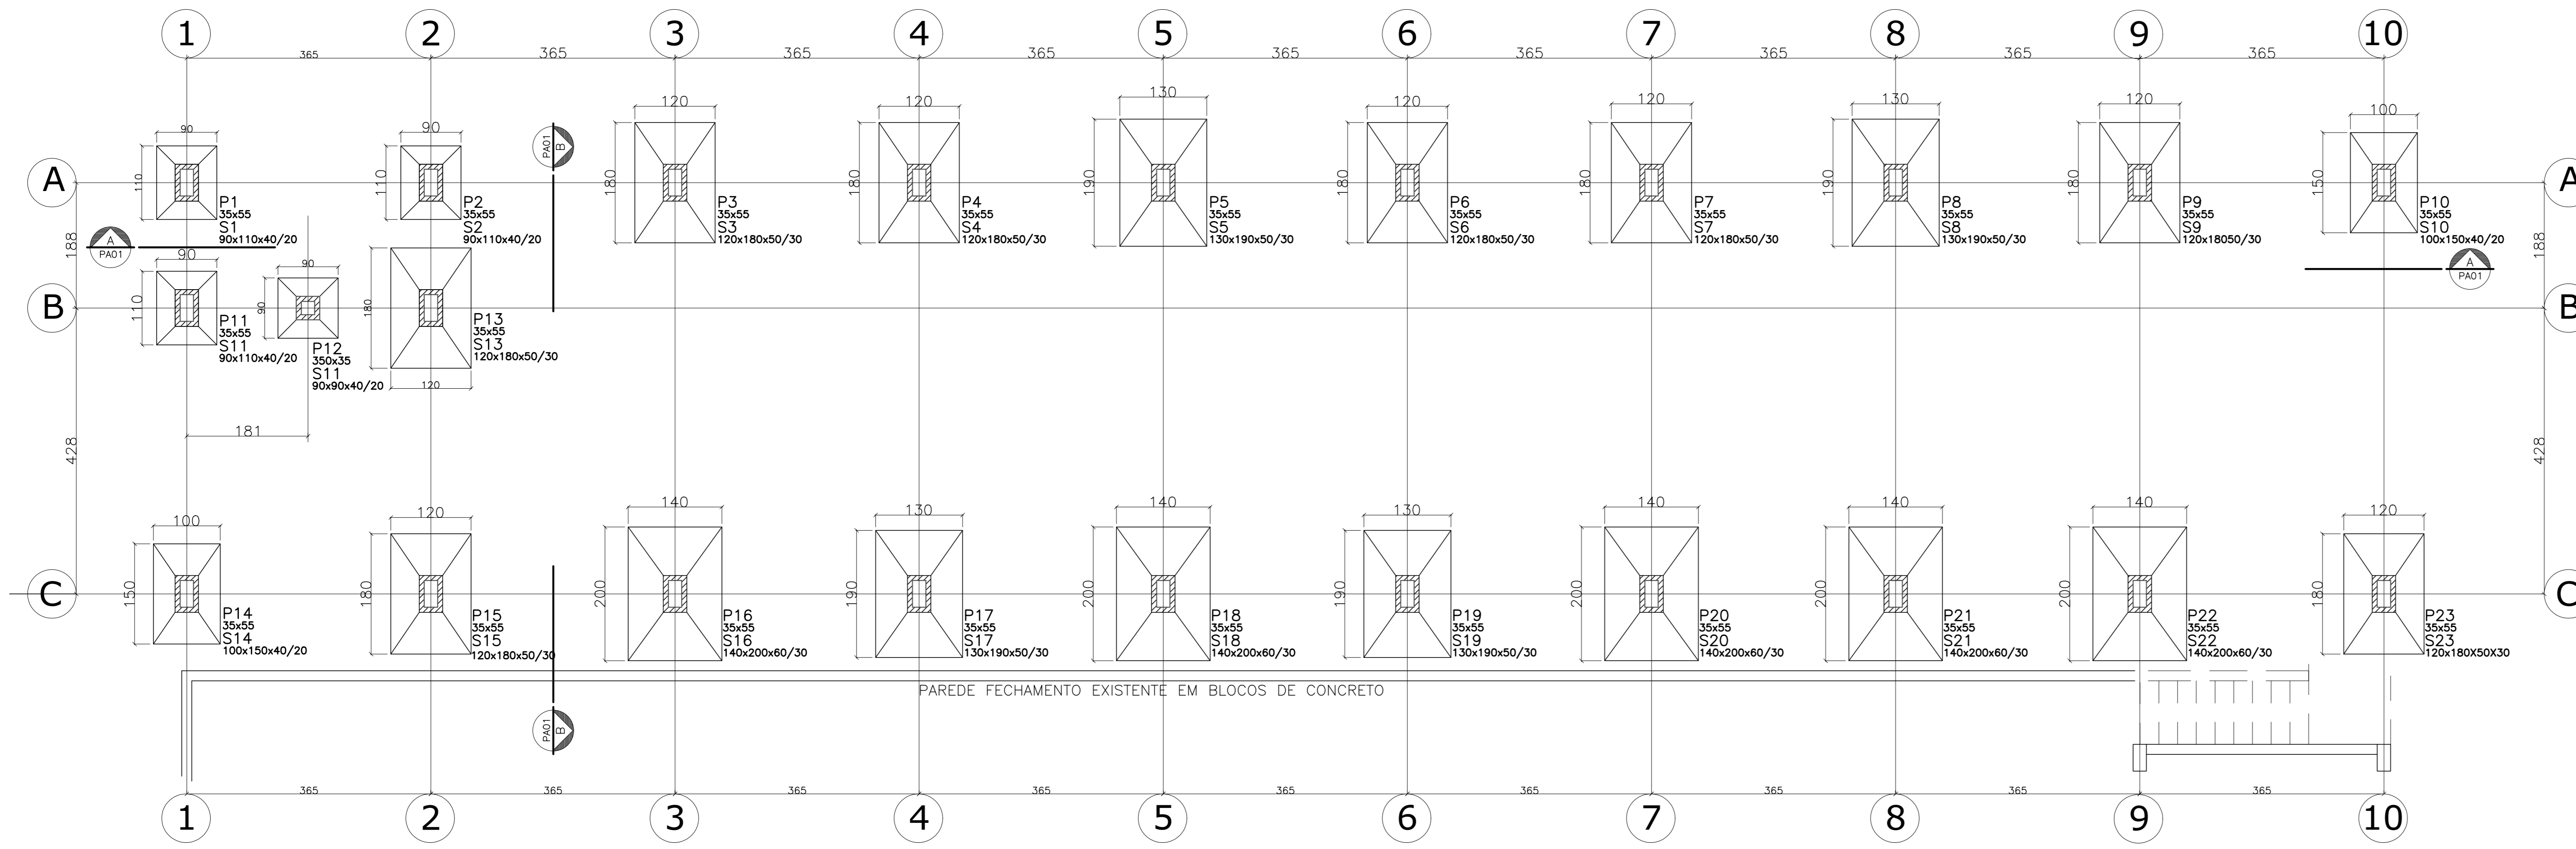 1 2 3 4 5 6 7 8 9 10
365 365 365 365 365 365 365 365 365
90 90 120 120 130 120 120 130 120 100
110 110 180 180 190 180 180 190 180 150
A A
PA01 B
P1
35x55
S1
90x110x40/20
P2
35x55
S2
90x110x40/20
P3
35x55
S3
120x180x50/30
P4
35x55
S4
120x180x50/30
P5
35x55
S5
130x190x50/30
P6
35x55
S6
120x180x50/30
P7
35x55
S7
120x180x50/30
P8
35x55
S8
130x190x50/30
P9
35x55
S9
120x18050/30
P10
35x55
S10
100x150x40/20
188 188
A
PA01
A
PA01
B B
90
110
P11
35x55
S11
90x110x40/20
90
90
P12
350x35
S11
90x90x40/20
180
P13
35x55
S13
120x180x50/30
120
181
428 428
100 120 140 130 140 130 140 140 140 120
150 180 200 190 200 190 200 200 200 180
C C
P14
35x55
S14
100x150x40/20
P15
35x55
S15
120x180x50/30
P16
35x55
S16
140x200x60/30
P17
35x55
S17
130x190x50/30
P18
35x55
S18
140x200x60/30
P19
35x55
S19
130x190x50/30
P20
35x55
S20
140x200x60/30
P21
35x55
S21
140x200x60/30
P22
35x55
S22
140x200x60/30
P23
35x55
S23
120x180X50X30
PAREDE FECHAMENTO EXISTENTE EM BLOCOS DE CONCRETO
PA01 B
365 365 365 365 365 365 365 365 365
1 2 3 4 5 6 7 8 9 10